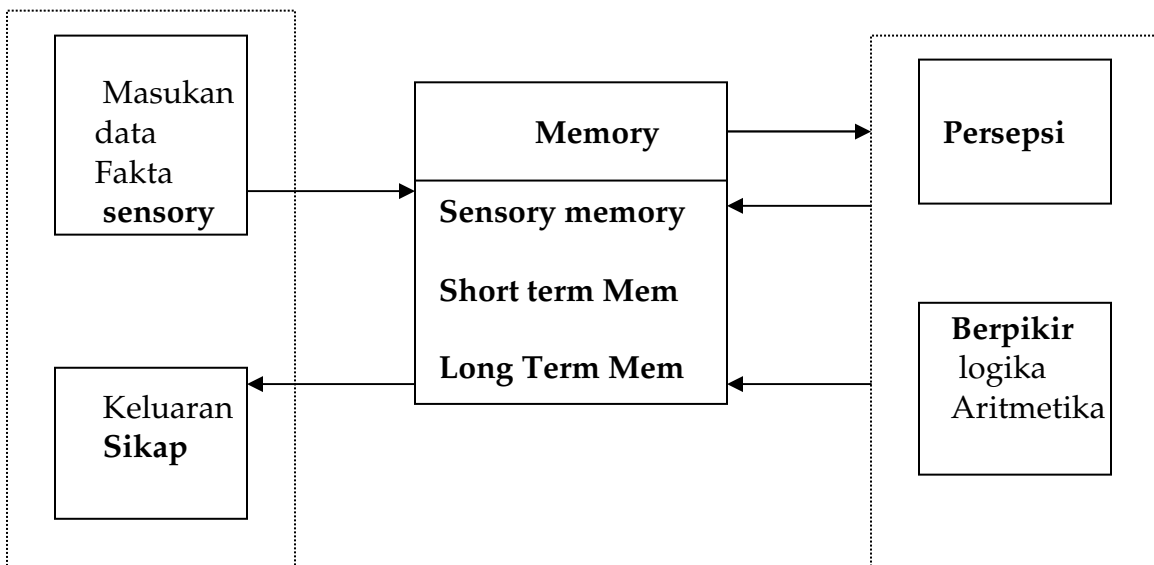 Masukan
data
Fakta
sensory
Keluaran
Sikap
Memory
Sensory memory
Short term Mem
Long Term Mem
Persepsi
Berpikir
logika
Aritmetika